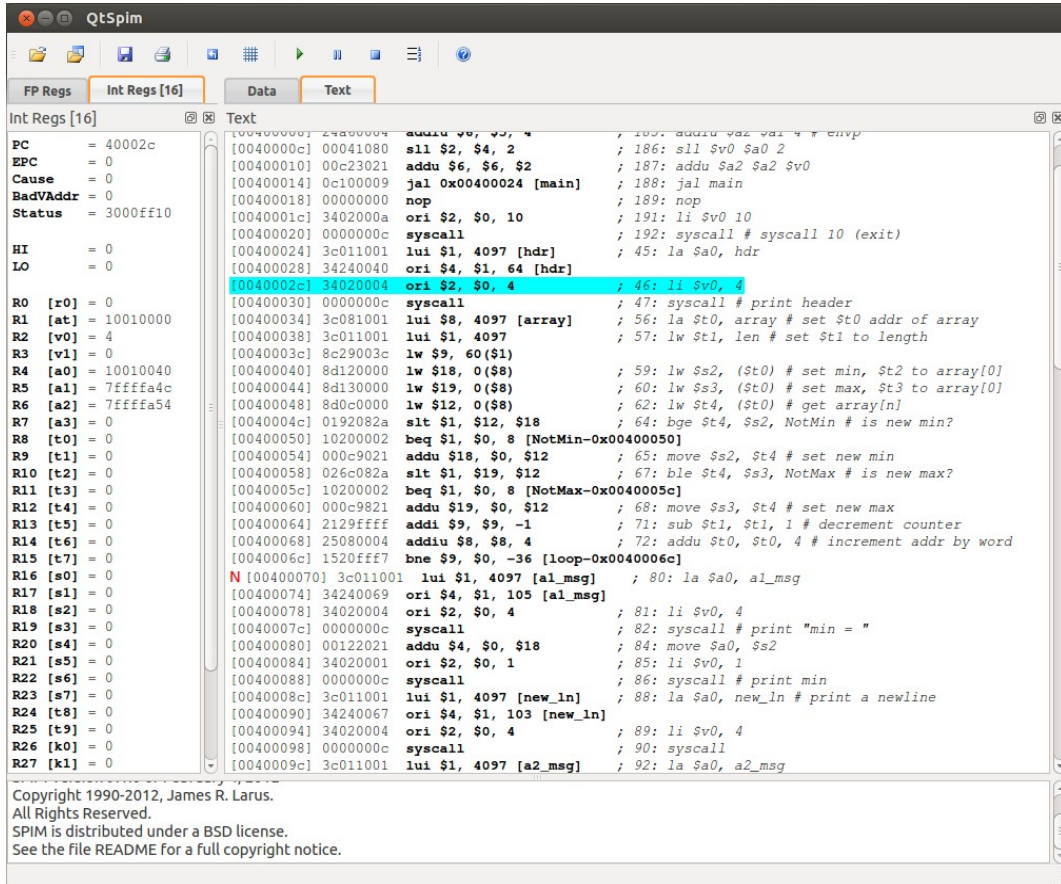 QtSpim
FP Regs
Int Regs [16]
Data
Text
Int Regs [16]
PC = 40002c
EPC = 0
Cause = 0
BadVAddr = 0
Status = 3000ff10
HI = 0
LO = 0
R0 [r0] = 0
R1 [at] = 10010000
R2 [v0] = 4
R3 [v1] = 0
R4 [a0] = 10010040
R5 [a1] = 7ffffa4c
R6 [a2] = 7ffffa54
R7 [a3] = 0
R8 [t0] = 0
R9 [t1] = 0
R10 [t2] = 0
R11 [t3] = 0
R12 [t4] = 0
R13 [t5] = 0
R14 [t6] = 0
R15 [t7] = 0
R16 [s0] = 0
R17 [s1] = 0
R18 [s2] = 0
R19 [s3] = 0
R20 [s4] = 0
R21 [s5] = 0
R22 [s6] = 0
R23 [s7] = 0
R24 [t8] = 0
R25 [t9] = 0
R26 [k0] = 0
R27 [k1] = 0
Text
[00400008] 24a60004 addiu $6, $5, 4 ; 185: addiu $a2 $a1 4 # envp
[0040000c] 00041080 sll $2, $4, 2 ; 186: sll $v0 $a0 2
[00400010] 00c23021 addu $6, $6, $2 ; 187: addu $a2 $a2 $v0
[00400014] 0c100009 jal 0x00400024 [main] ; 188: jal main
[00400018] 00000000 nop ; 189: nop
[0040001c] 3402000a ori $2, $0, 10 ; 191: li $v0 10
[00400020] 0000000c syscall ; 192: syscall # syscall 10 (exit)
[00400024] 3c011001 lui $1, 4097 [hdr] ; 45: la $a0, hdr
[00400028] 34240040 ori $4, $1, 64 [hdr]
[0040002c] 34020004 ori $2, $0, 4 ; 46: li $v0, 4
[00400030] 0000000c syscall ; 47: syscall # print header
[00400034] 3c081001 lui $8, 4097 [array] ; 56: la $t0, array # set $t0 addr of array
[00400038] 3c011001 lui $1, 4097 ; 57: lw $t1, len # set $t1 to length
[0040003c] 8c29003c lw $9, 60($1)
[00400040] 8d120000 lw $18, 0($8) ; 59: lw $s2, ($t0) # set min, $t2 to array[0]
[00400044] 8d130000 lw $19, 0($8) ; 60: lw $s3, ($t0) # set max, $t3 to array[0]
[00400048] 8d0c0000 lw $12, 0($8) ; 62: lw $t4, ($t0) # get array[n]
[0040004c] 0192082a slt $1, $12, $18 ; 64: bge $t4, $s2, NotMin # is new min?
[00400050] 10200002 beq $1, $0, 8 [NotMin-0x00400050]
[00400054] 000c9021 addu $18, $0, $12 ; 65: move $s2, $t4 # set new min
[00400058] 026c082a slt $1, $19, $12 ; 67: ble $t4, $s3, NotMax # is new max?
[0040005c] 10200002 beq $1, $0, 8 [NotMax-0x0040005c]
[00400060] 000c9821 addu $19, $0, $12 ; 68: move $s3, $t4 # set new max
[00400064] 2129ffff addi $9, $9, -1 ; 71: sub $t1, $t1, 1 # decrement counter
[00400068] 25080004 addiu $8, $8, 4 ; 72: addu $t0, $t0, 4 # increment addr by word
[0040006c] 1520fff7 bne $9, $0, -36 [loop-0x0040006c]
N [00400070] 3c011001 lui $1, 4097 [a1_msg] ; 80: la $a0, a1_msg
[00400074] 34240069 ori $4, $1, 105 [a1_msg]
[00400078] 34020004 ori $2, $0, 4 ; 81: li $v0, 4
[0040007c] 0000000c syscall ; 82: syscall # print "min = "
[00400080] 00122021 addu $4, $0, $18 ; 84: move $a0, $s2
[00400084] 34020001 ori $2, $0, 1 ; 85: li $v0, 1
[00400088] 0000000c syscall ; 86: syscall # print min
[0040008c] 3c011001 lui $1, 4097 [new_ln] ; 88: la $a0, new_ln # print a newline
[00400090] 34240067 ori $4, $1, 103 [new_ln]
[00400094] 34020004 ori $2, $0, 4 ; 89: li $v0, 4
[00400098] 0000000c syscall ; 90: syscall
[0040009c] 3c011001 lui $1, 4097 [a2_msg] ; 92: la $a0, a2_msg
Copyright 1990-2012, James R. Larus.
All Rights Reserved.
SPIM is distributed under a BSD license.
See the file README for a full copyright notice.